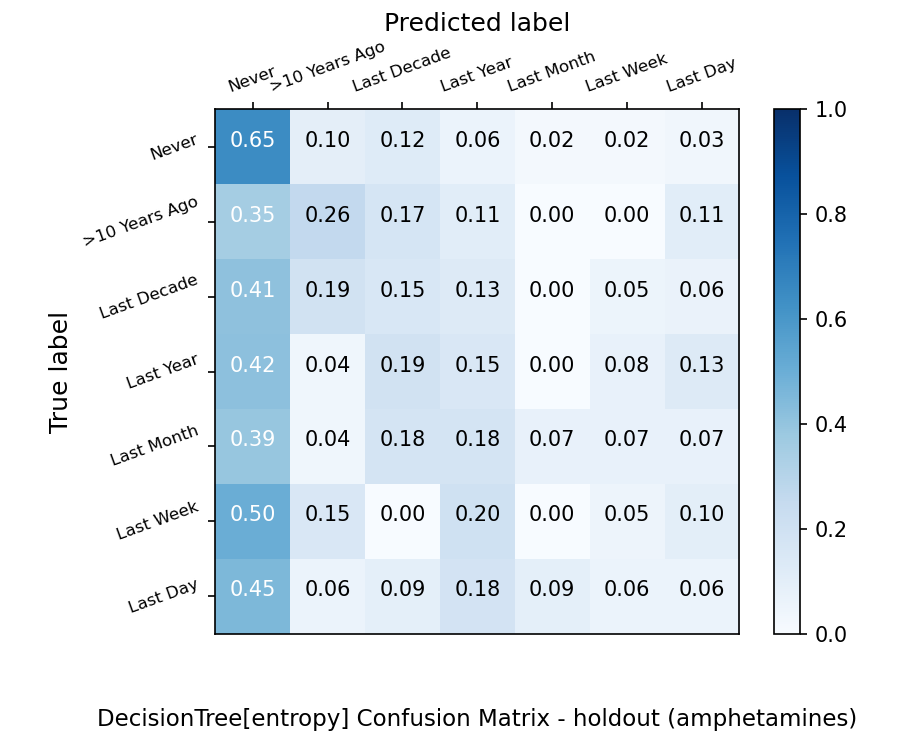 Predicted label
Never >10 Years Ago Last Decade Last Year Last Month Last Week Last Day
1.0
0.8
0.6
0.4
0.2
0.0
True label
Never 0.65 0.10 0.12 0.06 0.02 0.02 0.03
>10 Years Ago 0.35 0.26 0.17 0.11 0.00 0.00 0.11
Last Decade 0.41 0.19 0.15 0.13 0.00 0.05 0.06
Last Year 0.42 0.04 0.19 0.15 0.00 0.08 0.13
Last Month 0.39 0.04 0.18 0.18 0.07 0.07 0.07
Last Week 0.50 0.15 0.00 0.20 0.00 0.05 0.10
Last Day 0.45 0.06 0.09 0.18 0.09 0.06 0.06
DecisionTree[entropy] Confusion Matrix - holdout (amphetamines)